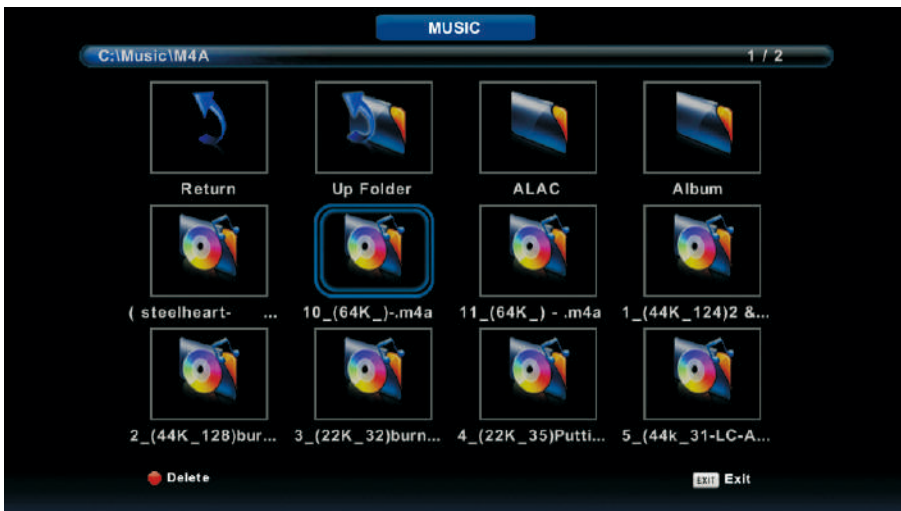 MUSIC
C:\Music\M4A 1 / 2
Return Up Folder ALAC Album
( steelheart- ... 10_(64K_)-.m4a 11_(64K_) - .m4a 1_(44K_124)2 &...
2_(44K_128)bur... 3_(22K_32)burn... 4_(22K_35)Putti... 5_(44k_31-LC-A...
Delete EXIT Exit